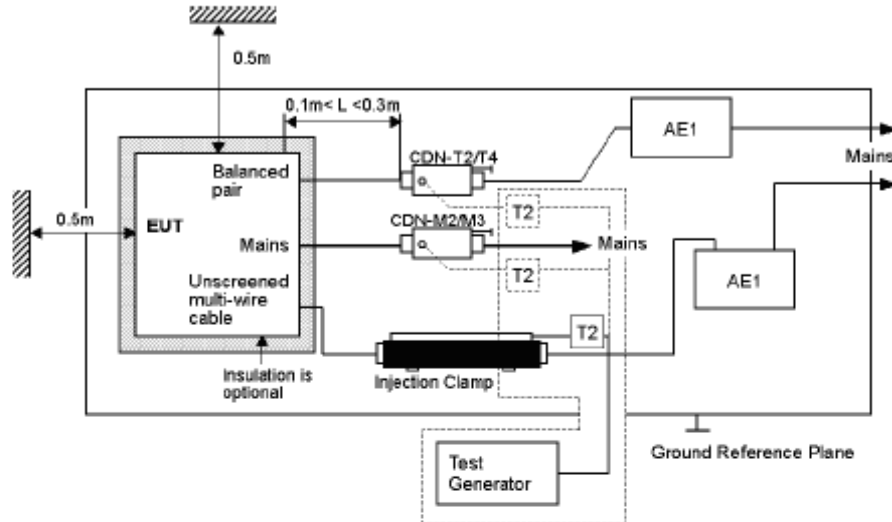 0.5m
0.1m< L <0.3m
AE1
Mains
CDN-T2/T4
Balanced
pair
T2
0.5m
EUT
CDN-M2/M3
Mains
Mains
T2
AE1
Unscreened
multi-wire
cable
T2
Insulation is
optional
Injection Clamp
Ground Reference Plane
Test
Generator